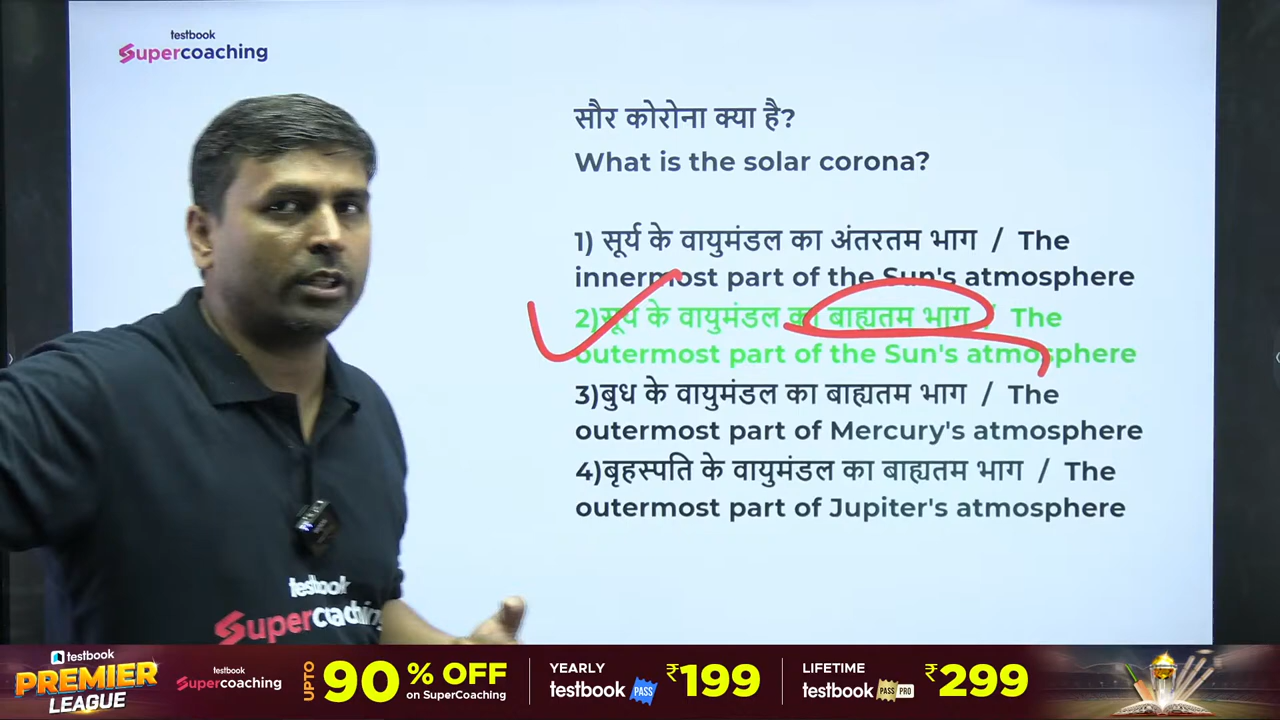 testbook
Supercoaching
सौर कोरोना क्या है?
What is the solar corona?
1) सूर्य के वायुमंडल का अंतरतम भाग / The
innermost part of the Sun's atmosphere
2)सूर्य के वायुमंडल का बाह्यतम भाग / The
outermost part of the Sun's atmosphere
3)बुध के वायुमंडल का बाह्यतम भाग / The
outermost part of Mercury's atmosphere
4)बृहस्पति के वायुमंडल का बाह्यतम भाग / The
outermost part of Jupiter's atmosphere
testbook
Supercoaching
testbook
PREMIER
LEAGUE
testbook
Supercoaching
UPTO
90% OFF
on SuperCoaching
YEARLY
testbook PASS
₹199
LIFETIME
testbook PASS PRO
₹299